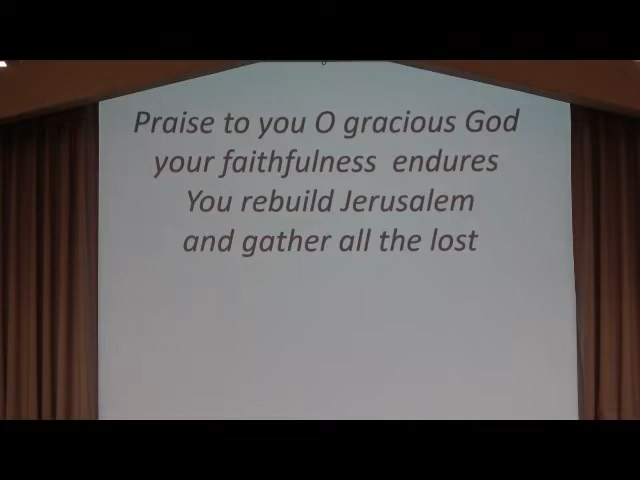 Praise to you O gracious God
your faithfulness endures
You rebuild Jerusalem
and gather all the lost